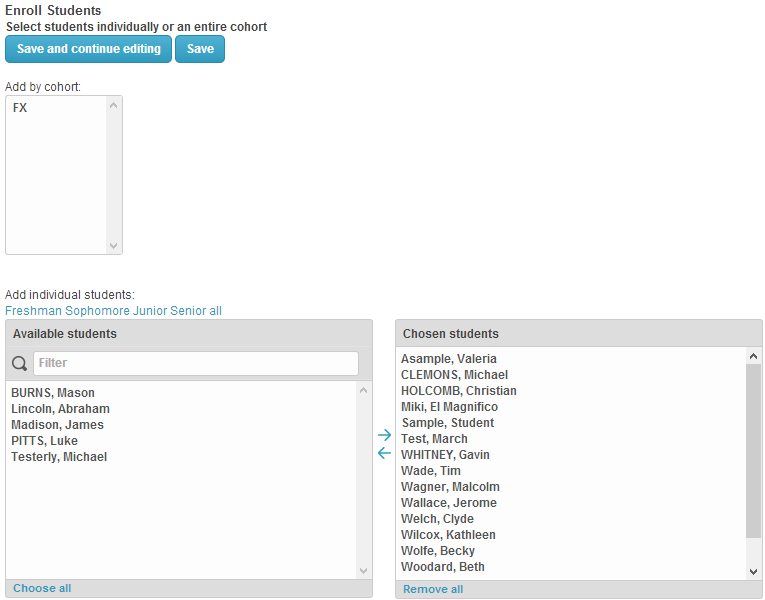 Enroll Students
Select students individually or an entire cohort
Save and continue editing
Save
Add by cohort:
FX
Add individual students:
Freshman Sophomore Junior Senior all
Available students
Filter
BURNS, Mason
Lincoln, Abraham
Madison, James
PITTS, Luke
Testerly, Michael
Choose all
Chosen students
Asample, Valeria
CLEMONS, Michael
HOLCOMB, Christian
Miki, El Magnifico
Sample, Student
Test, March
WHITNEY, Gavin
Wade, Tim
Wagner, Malcolm
Wallace, Jerome
Welch, Clyde
Wilcox, Kathleen
Wolfe, Becky
Woodard, Beth
Remove all